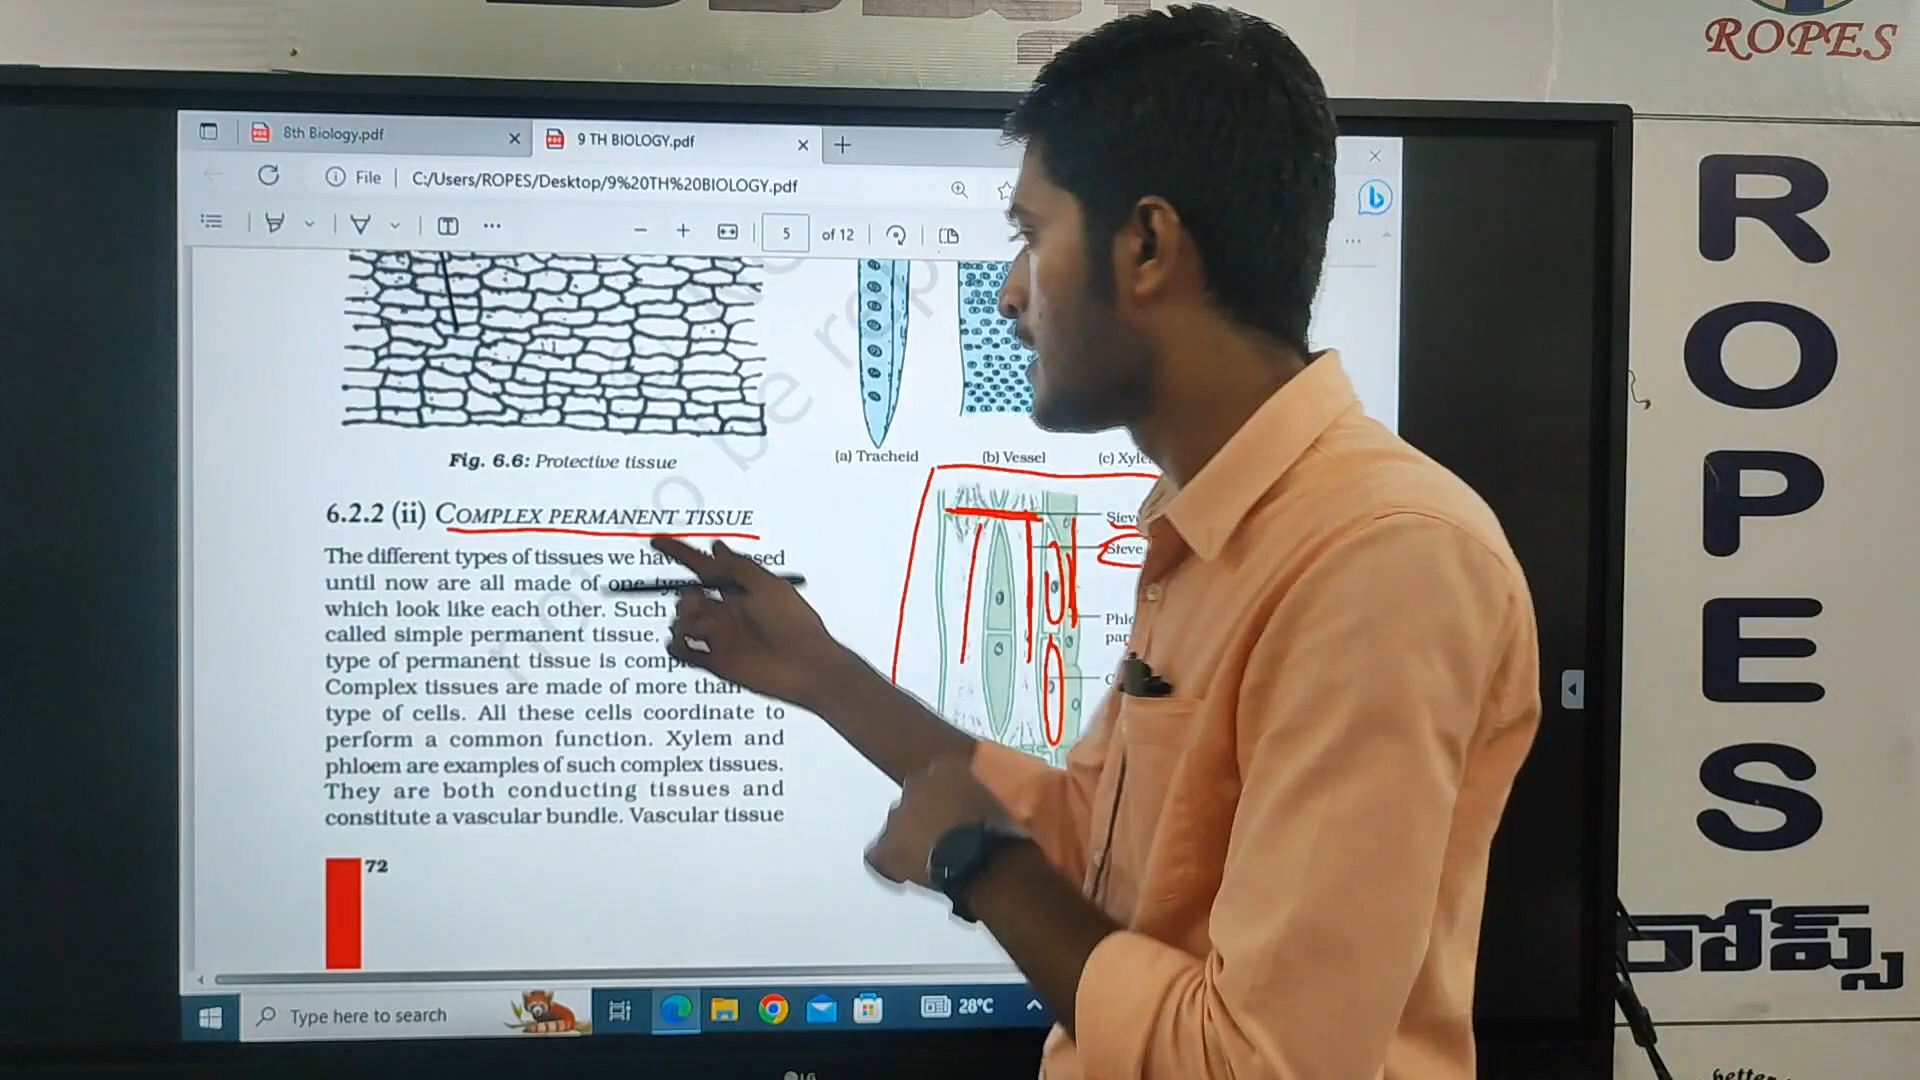 ROPES
8th Biology.pdf
9 TH BIOLOGY.pdf
File
C:/Users/ROPES/Desktop/9%20TH%20BIOLOGY.pdf
5 of 12
Fig. 6.6: Protective tissue
(a) Tracheid
(b) Vessel
(c)
6.2.2 (ii) COMPLEX PERMANENT TISSUE
The different types of tissues we
until now are all made of one
which look like each other. Such
called simple permanent tissue.
type of permanent tissue is
Complex tissues are made of more than
type of cells. All these cells coordinate to
perform a common function. Xylem and
phloem are examples of such complex tissues.
They are both conducting tissues and
constitute a vascular bundle. Vascular tissue
72
Type here to search
28°C
LG
ROPES
రోప్స్
better